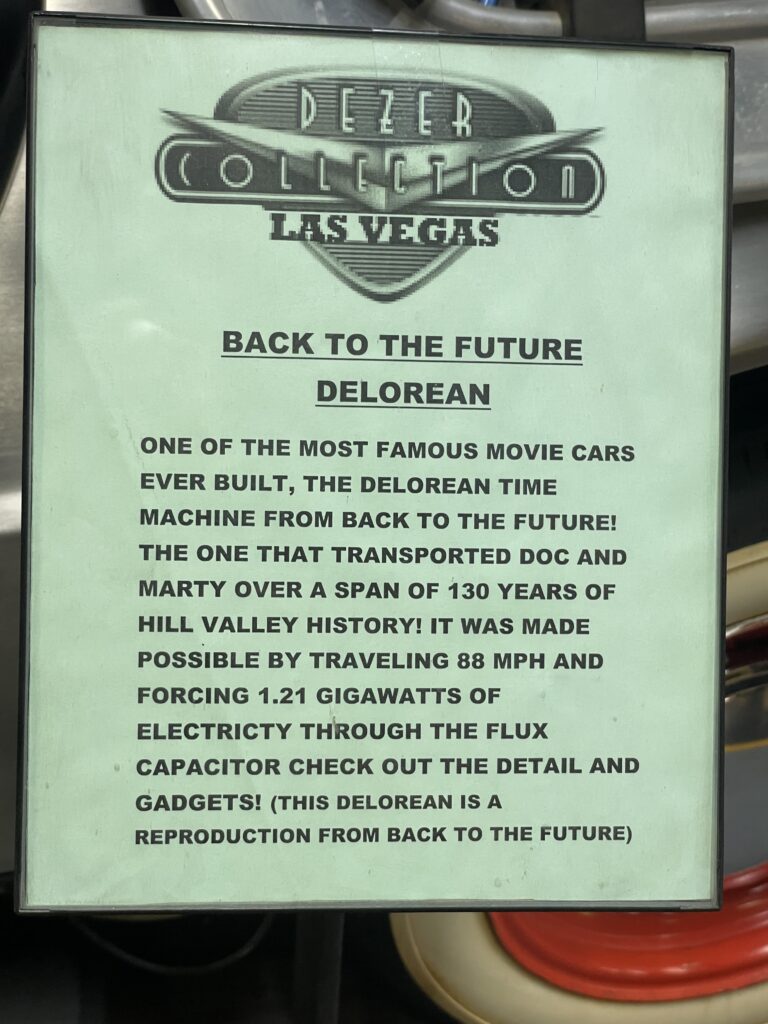 DEZER
COLLECTION
LAS VEGAS
BACK TO THE FUTURE
DELOREAN
ONE OF THE MOST FAMOUS MOVIE CARS
EVER BUILT, THE DELOREAN TIME
MACHINE FROM BACK TO THE FUTURE!
THE ONE THAT TRANSPORTED DOC AND
MARTY OVER A SPAN OF 130 YEARS OF
HILL VALLEY HISTORY! IT WAS MADE
POSSIBLE BY TRAVELING 88 MPH AND
FORCING 1.21 GIGAWATTS OF
ELECTRICTY THROUGH THE FLUX
CAPACITOR CHECK OUT THE DETAIL AND
GADGETS! (THIS DELOREAN IS A
REPRODUCTION FROM BACK TO THE FUTURE)